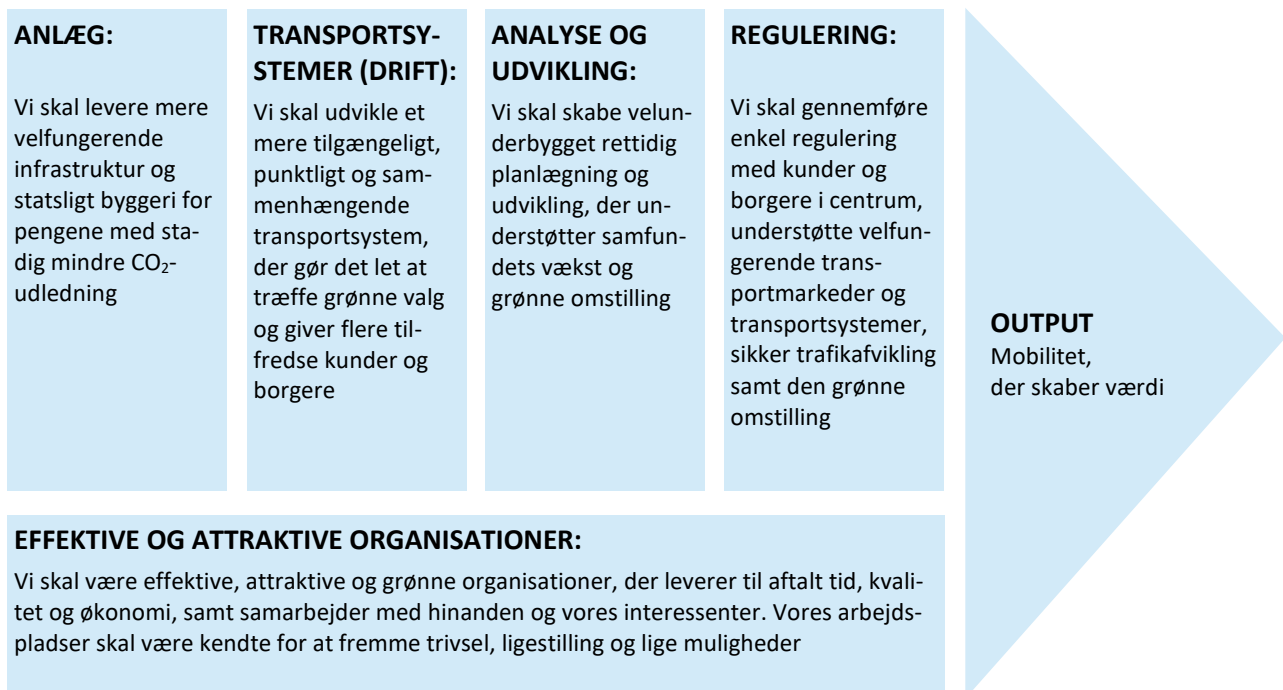 ANLÆG:
Vi skal levere mere
velfungerende
infrastruktur og
statsligt byggeri for
pengene med sta-
dig mindre CO₂-
udledning
TRANSPORTSY-
STEMER (DRIFT):
Vi skal udvikle et
mere tilgængeligt,
punktligt og sam-
menhængende
transportsystem,
der gør det let at
træffe grønne valg
og giver flere til-
fredse kunder og
borgere
ANALYSE OG
UDVIKLING:
Vi skal skabe velun-
derbygget rettidig
planlægning og
udvikling, der un-
derstøtter samfun-
dets vækst og
grønne omstilling
REGULERING:
Vi skal gennemføre
enkel regulering
med kunder og
borgere i centrum,
understøtte velfun-
gerende trans-
portmarkeder og
transportsystemer,
sikker trafikafvikling
samt den grønne
omstilling
OUTPUT
Mobilitet,
der skaber værdi
EFFEKTIVE OG ATTRAKTIVE ORGANISATIONER:
Vi skal være effektive, attraktive og grønne organisationer, der leverer til aftalt tid, kvali-
tet og økonomi, samt samarbejder med hinanden og vores interessenter. Vores arbejds-
pladser skal være kendte for at fremme trivsel, ligestilling og lige muligheder